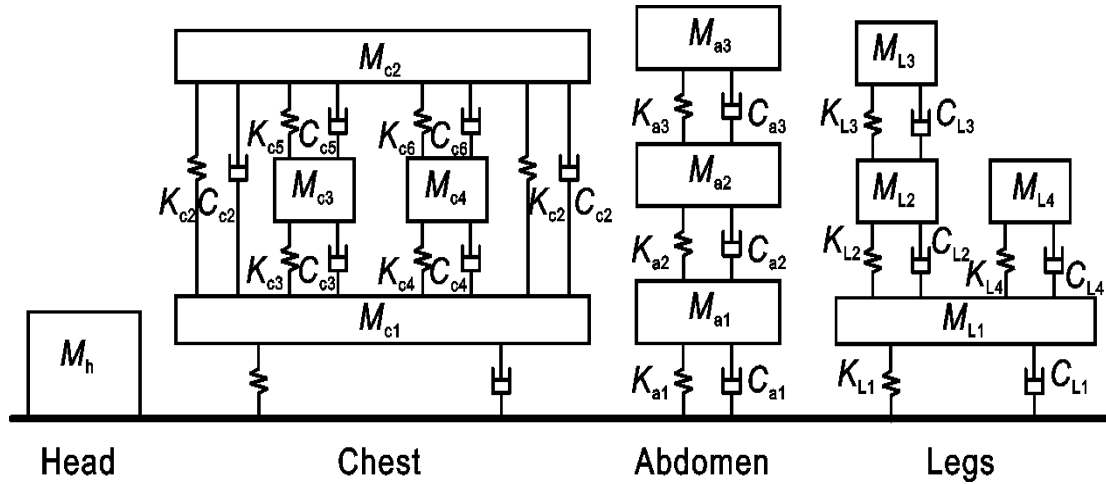 M_c2
K_c5 C_c5 K_c6 C_c6
M_c3 M_c4
K_c2 C_c2 K_c2 C_c2
K_c3 C_c3 K_c4 C_c4
M_c1
M_h
M_a3
K_a3 C_a3
M_a2
K_a2 C_a2
M_a1
K_a1 C_a1
M_L3
K_L3 C_L3
M_L2 M_L4
K_L2 C_L2 K_L4 C_L4
M_L1
K_L1 C_L1
Head Chest Abdomen Legs